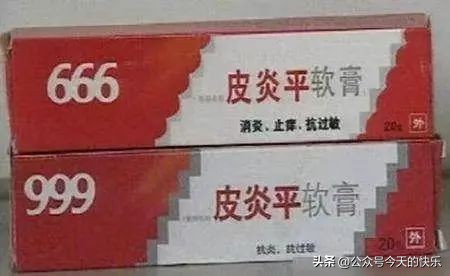 666
皮炎平软膏
消炎、止痒、抗过敏
20g 外
999
皮炎平软膏
抗炎、抗过敏
20g 外
头条 @公众号今天的快乐